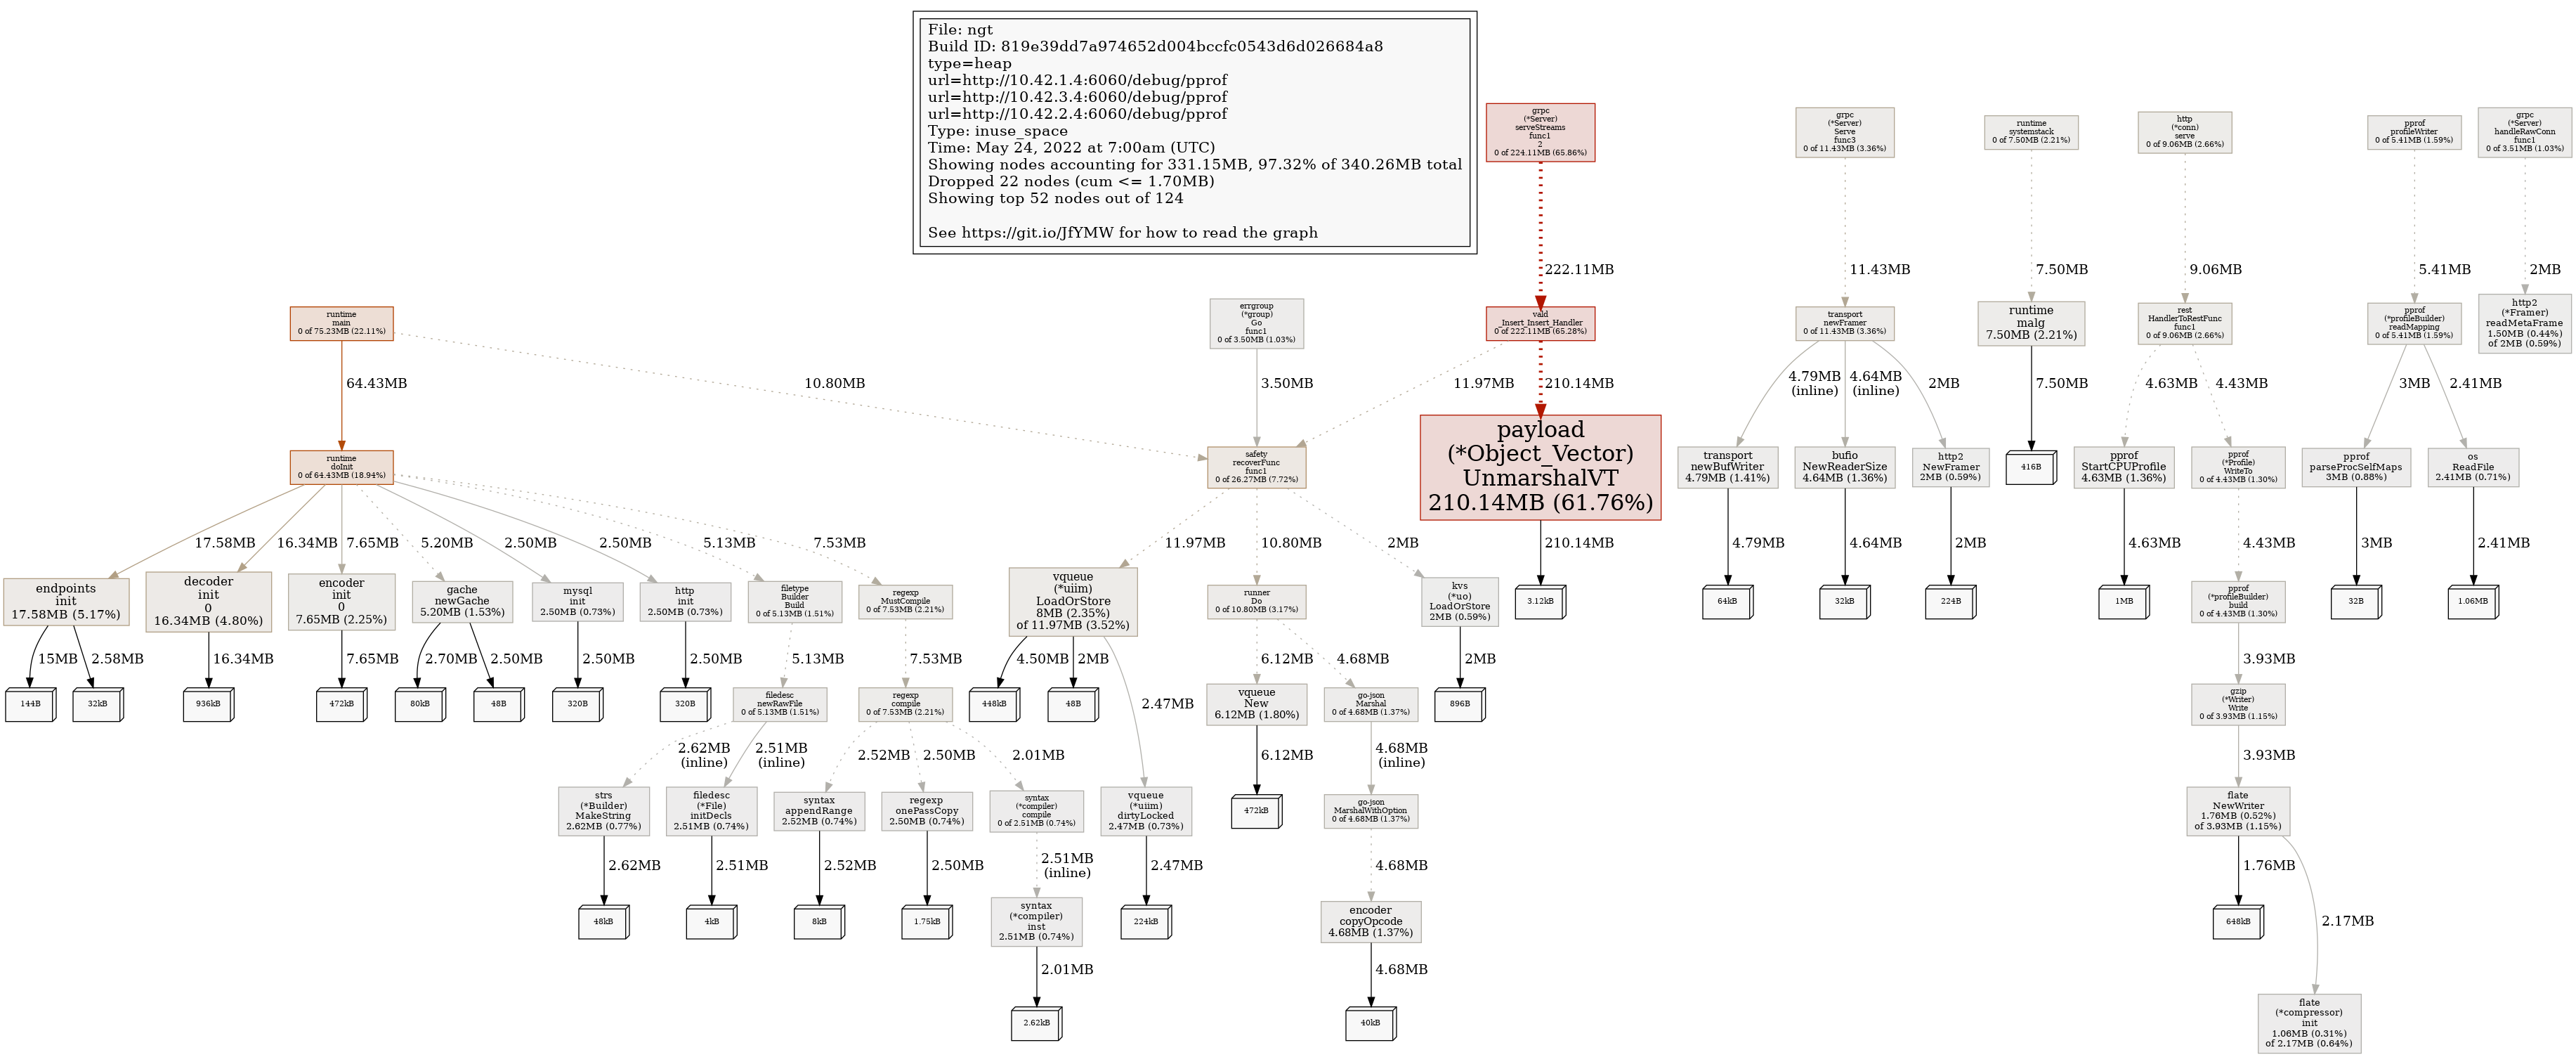 File: ngt
Build ID: 819e39dd7a974652d004bccfc0543d6d026684a8
type=heap
url=http://10.42.1.4:6060/debug/pprof
url=http://10.42.3.4:6060/debug/pprof
url=http://10.42.2.4:6060/debug/pprof
Type: inuse_space
Time: May 24, 2022 at 7:00am (UTC)
Showing nodes accounting for 331.15MB, 97.32% of 340.26MB total
Dropped 22 nodes (cum <= 1.70MB)
Showing top 52 nodes out of 124
See https://git.io/JfYMW for how to read the graph
grpc
(*Server)
serveStreams
func1
2
0 of 224.11MB (65.86%)
grpc
(*Server)
Serve
func3
0 of 11.43MB (3.36%)
runtime
systemstack
0 of 7.50MB (2.21%)
http
(*conn)
serve
0 of 9.06MB (2.66%)
pprof
profileWriter
0 of 5.41MB (1.59%)
grpc
(*Server)
handleRawConn
func1
0 of 3.51MB (1.03%)
222.11MB
11.43MB
7.50MB
9.06MB
5.41MB
2MB
runtime
main
0 of 75.23MB (22.11%)
errgroup
(*group)
Go
func1
0 of 3.50MB (1.03%)
vald
_Insert_Insert_Handler
0 of 222.11MB (65.28%)
transport
newFramer
0 of 11.43MB (3.36%)
runtime
malg
7.50MB (2.21%)
rest
HandlerToRestFunc
func1
0 of 9.06MB (2.66%)
pprof
(*profileBuilder)
readMapping
0 of 5.41MB (1.59%)
http2
(*Framer)
readMetaFrame
1.50MB (0.44%)
of 2MB (0.59%)
64.43MB
10.80MB
3.50MB
11.97MB
210.14MB
4.79MB
(inline)
4.64MB
(inline)
2MB
7.50MB
4.63MB
4.43MB
3MB
2.41MB
runtime
doInit
0 of 64.43MB (18.94%)
safety
recoverFunc
func1
0 of 26.27MB (7.72%)
payload
(*Object_Vector)
UnmarshalVT
210.14MB (61.76%)
transport
newBufWriter
4.79MB (1.41%)
bufio
NewReaderSize
4.64MB (1.36%)
http2
NewFramer
2MB (0.59%)
416B
pprof
StartCPUProfile
4.63MB (1.36%)
pprof
(*Profile)
WriteTo
0 of 4.43MB (1.30%)
pprof
parseProcSelfMaps
3MB (0.88%)
os
ReadFile
2.41MB (0.71%)
17.58MB
16.34MB
7.65MB
5.20MB
2.50MB
2.50MB
5.13MB
7.53MB
11.97MB
10.80MB
2MB
210.14MB
4.79MB
4.64MB
2MB
4.63MB
4.43MB
3MB
2.41MB
endpoints
init
17.58MB (5.17%)
decoder
init
0
16.34MB (4.80%)
encoder
init
0
7.65MB (2.25%)
gache
newGache
5.20MB (1.53%)
mysql
init
2.50MB (0.73%)
http
init
2.50MB (0.73%)
filetype
Builder
Build
0 of 5.13MB (1.51%)
regexp
MustCompile
0 of 7.53MB (2.21%)
vqueue
(*uiim)
LoadOrStore
8MB (2.35%)
of 11.97MB (3.52%)
runner
Do
0 of 10.80MB (3.17%)
kvs
(*uo)
LoadOrStore
2MB (0.59%)
3.12kB
64kB
32kB
224B
1MB
pprof
(*profileBuilder)
build
0 of 4.43MB (1.30%)
32B
1.06MB
15MB
2.58MB
16.34MB
7.65MB
2.70MB
2.50MB
2.50MB
2.50MB
5.13MB
7.53MB
4.50MB
2MB
2.47MB
6.12MB
4.68MB
2MB
3.93MB
144B
32kB
936kB
472kB
80kB
48B
320B
320B
filedesc
newRawFile
0 of 5.13MB (1.51%)
regexp
compile
0 of 7.53MB (2.21%)
448kB
48B
vqueue
New
6.12MB (1.80%)
go-json
Marshal
0 of 4.68MB (1.37%)
896B
gzip
(*Writer)
Write
0 of 3.93MB (1.15%)
2.62MB
(inline)
2.51MB
(inline)
2.52MB
2.50MB
2.01MB
6.12MB
4.68MB
(inline)
3.93MB
strs
(*Builder)
MakeString
2.62MB (0.77%)
filedesc
(*File)
initDecls
2.51MB (0.74%)
syntax
appendRange
2.52MB (0.74%)
regexp
onePassCopy
2.50MB (0.74%)
syntax
(*compiler)
compile
0 of 2.51MB (0.74%)
vqueue
(*uiim)
dirtyLocked
2.47MB (0.73%)
472kB
go-json
MarshalWithOption
0 of 4.68MB (1.37%)
flate
NewWriter
1.76MB (0.52%)
of 3.93MB (1.15%)
2.62MB
2.51MB
2.52MB
2.50MB
2.51MB
(inline)
2.47MB
4.68MB
1.76MB
2.17MB
48kB
4kB
8kB
1.75kB
syntax
(*compiler)
inst
2.51MB (0.74%)
224kB
encoder
copyOpcode
4.68MB (1.37%)
648kB
2.01MB
4.68MB
2.62kB
40kB
flate
(*compressor)
init
1.06MB (0.31%)
of 2.17MB (0.64%)